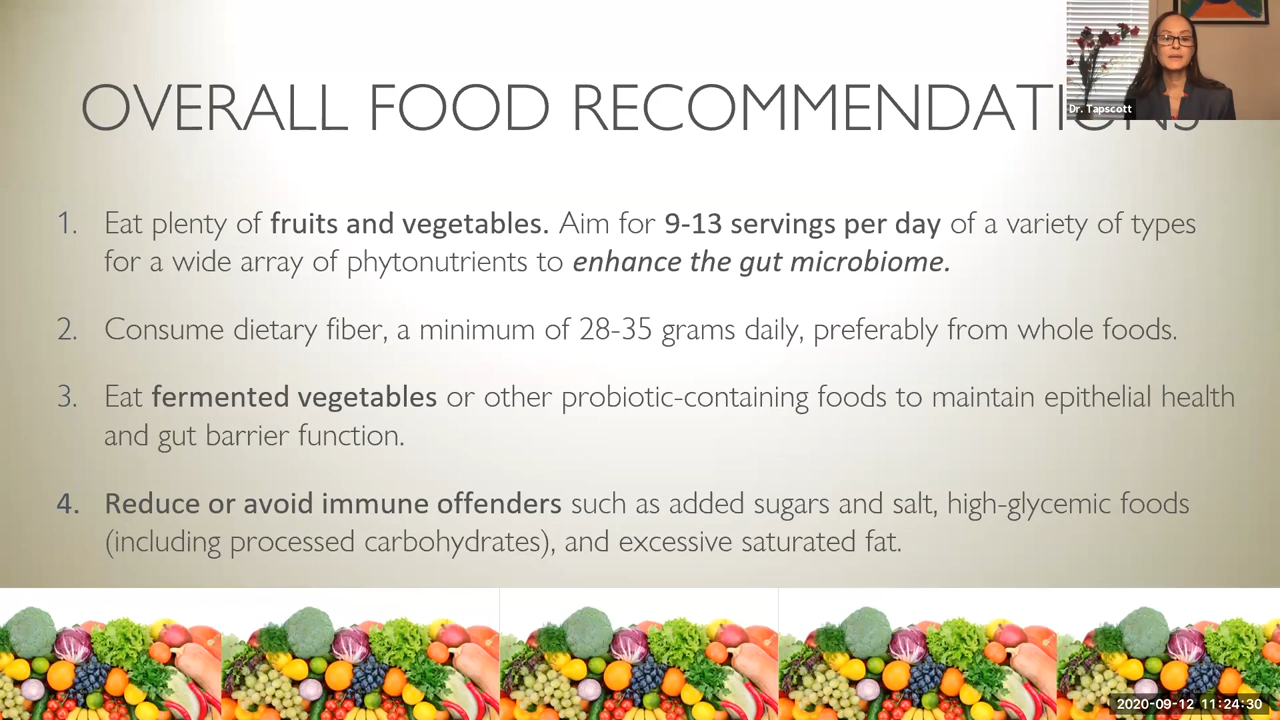 OVERALL FOOD RECOMMENDATIONS
Dr. Tapscott
1. Eat plenty of fruits and vegetables. Aim for 9-13 servings per day of a variety of types
for a wide array of phytonutrients to enhance the gut microbiome.
2. Consume dietary fiber, a minimum of 28-35 grams daily, preferably from whole foods.
3. Eat fermented vegetables or other probiotic-containing foods to maintain epithelial health
and gut barrier function.
4. Reduce or avoid immune offenders such as added sugars and salt, high-glycemic foods
(including processed carbohydrates), and excessive saturated fat.
2020-09-12 11:24:30